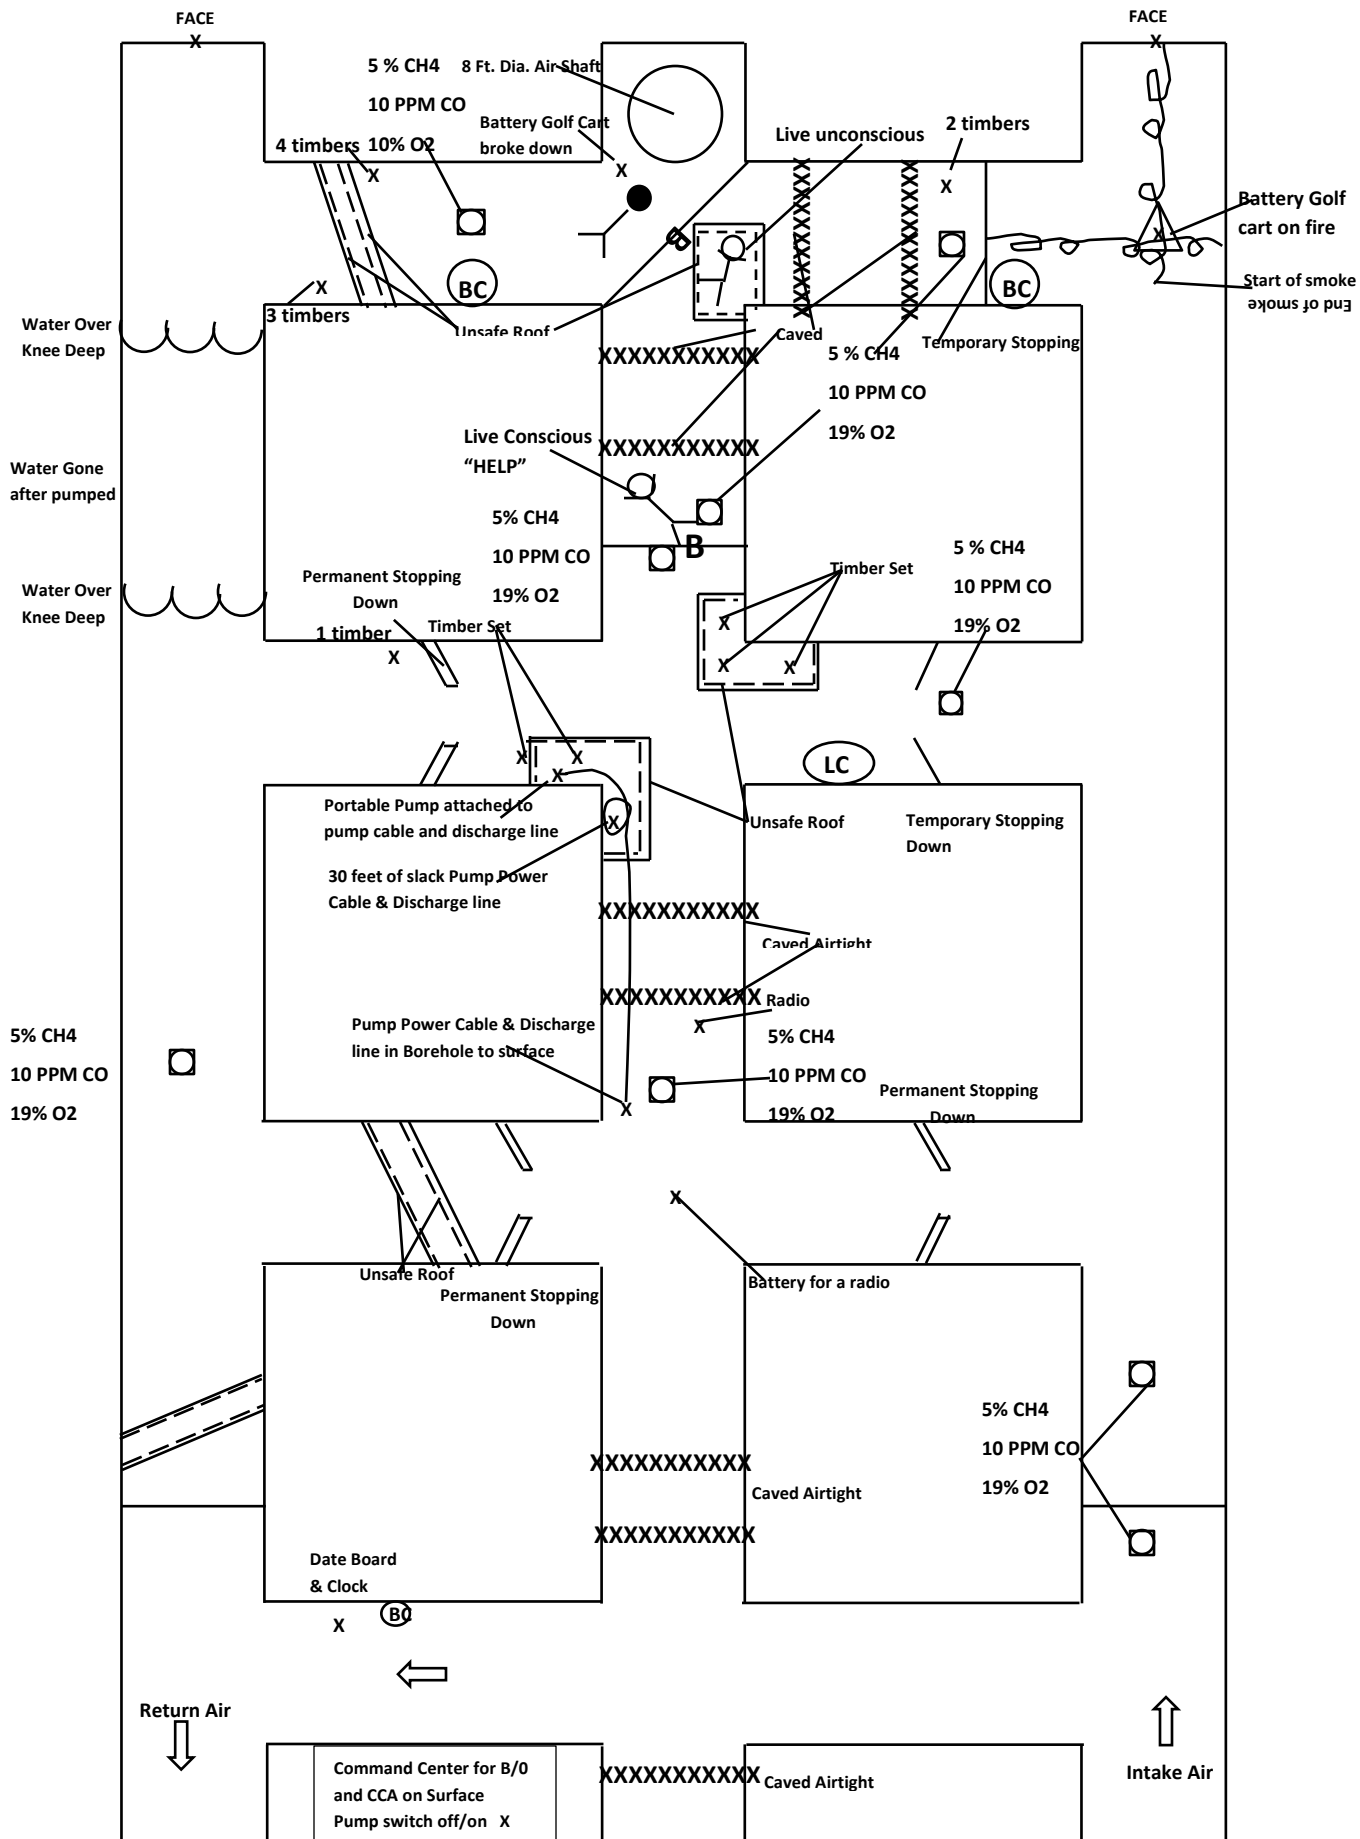 FACE
FACE
X
X
5 % CH4
8 Ft. Dia. Air Shaft
10 PPM CO
10% O2
Battery Golf Cart
broke down
X
4 timbers
X
Live unconscious
2 timbers
X
Battery Golf
cart on fire
X
Start of smoke
End of smoke
B
BC
BC
X
3 timbers
Water Over
Knee Deep
Unsafe Roof
Caved
Temporary Stopping
XXXXXXXXXXX
5 % CH4
10 PPM CO
19% O2
Live Conscious
"HELP"
XXXXXXXXXXX
Water Gone
after pumped
5% CH4
10 PPM CO
19% O2
B
5 % CH4
10 PPM CO
19% O2
Water Over
Knee Deep
Permanent Stopping
Down
Timber Set
1 timber
X
Timber Set
X
X
X
X
X
X
LC
Portable Pump attached to
pump cable and discharge line
X
Unsafe Roof
Temporary Stopping
Down
30 feet of slack Pump Power
Cable & Discharge line
XXXXXXXXXXX
Caved Airtight
XXXXXXXXXXX
Radio
X
Pump Power Cable & Discharge
line in Borehole to surface
X
5% CH4
10 PPM CO
19% O2
5% CH4
10 PPM CO
19% O2
Permanent Stopping
Down
X
Unsafe Roof
Permanent Stopping
Down
Battery for a radio
5% CH4
10 PPM CO
19% O2
XXXXXXXXXXX
Caved Airtight
XXXXXXXXXXX
Date Board
& Clock
X
BC
Return Air
Intake Air
Command Center for B/0
and CCA on Surface
Pump switch off/on X
XXXXXXXXXXX
Caved Airtight